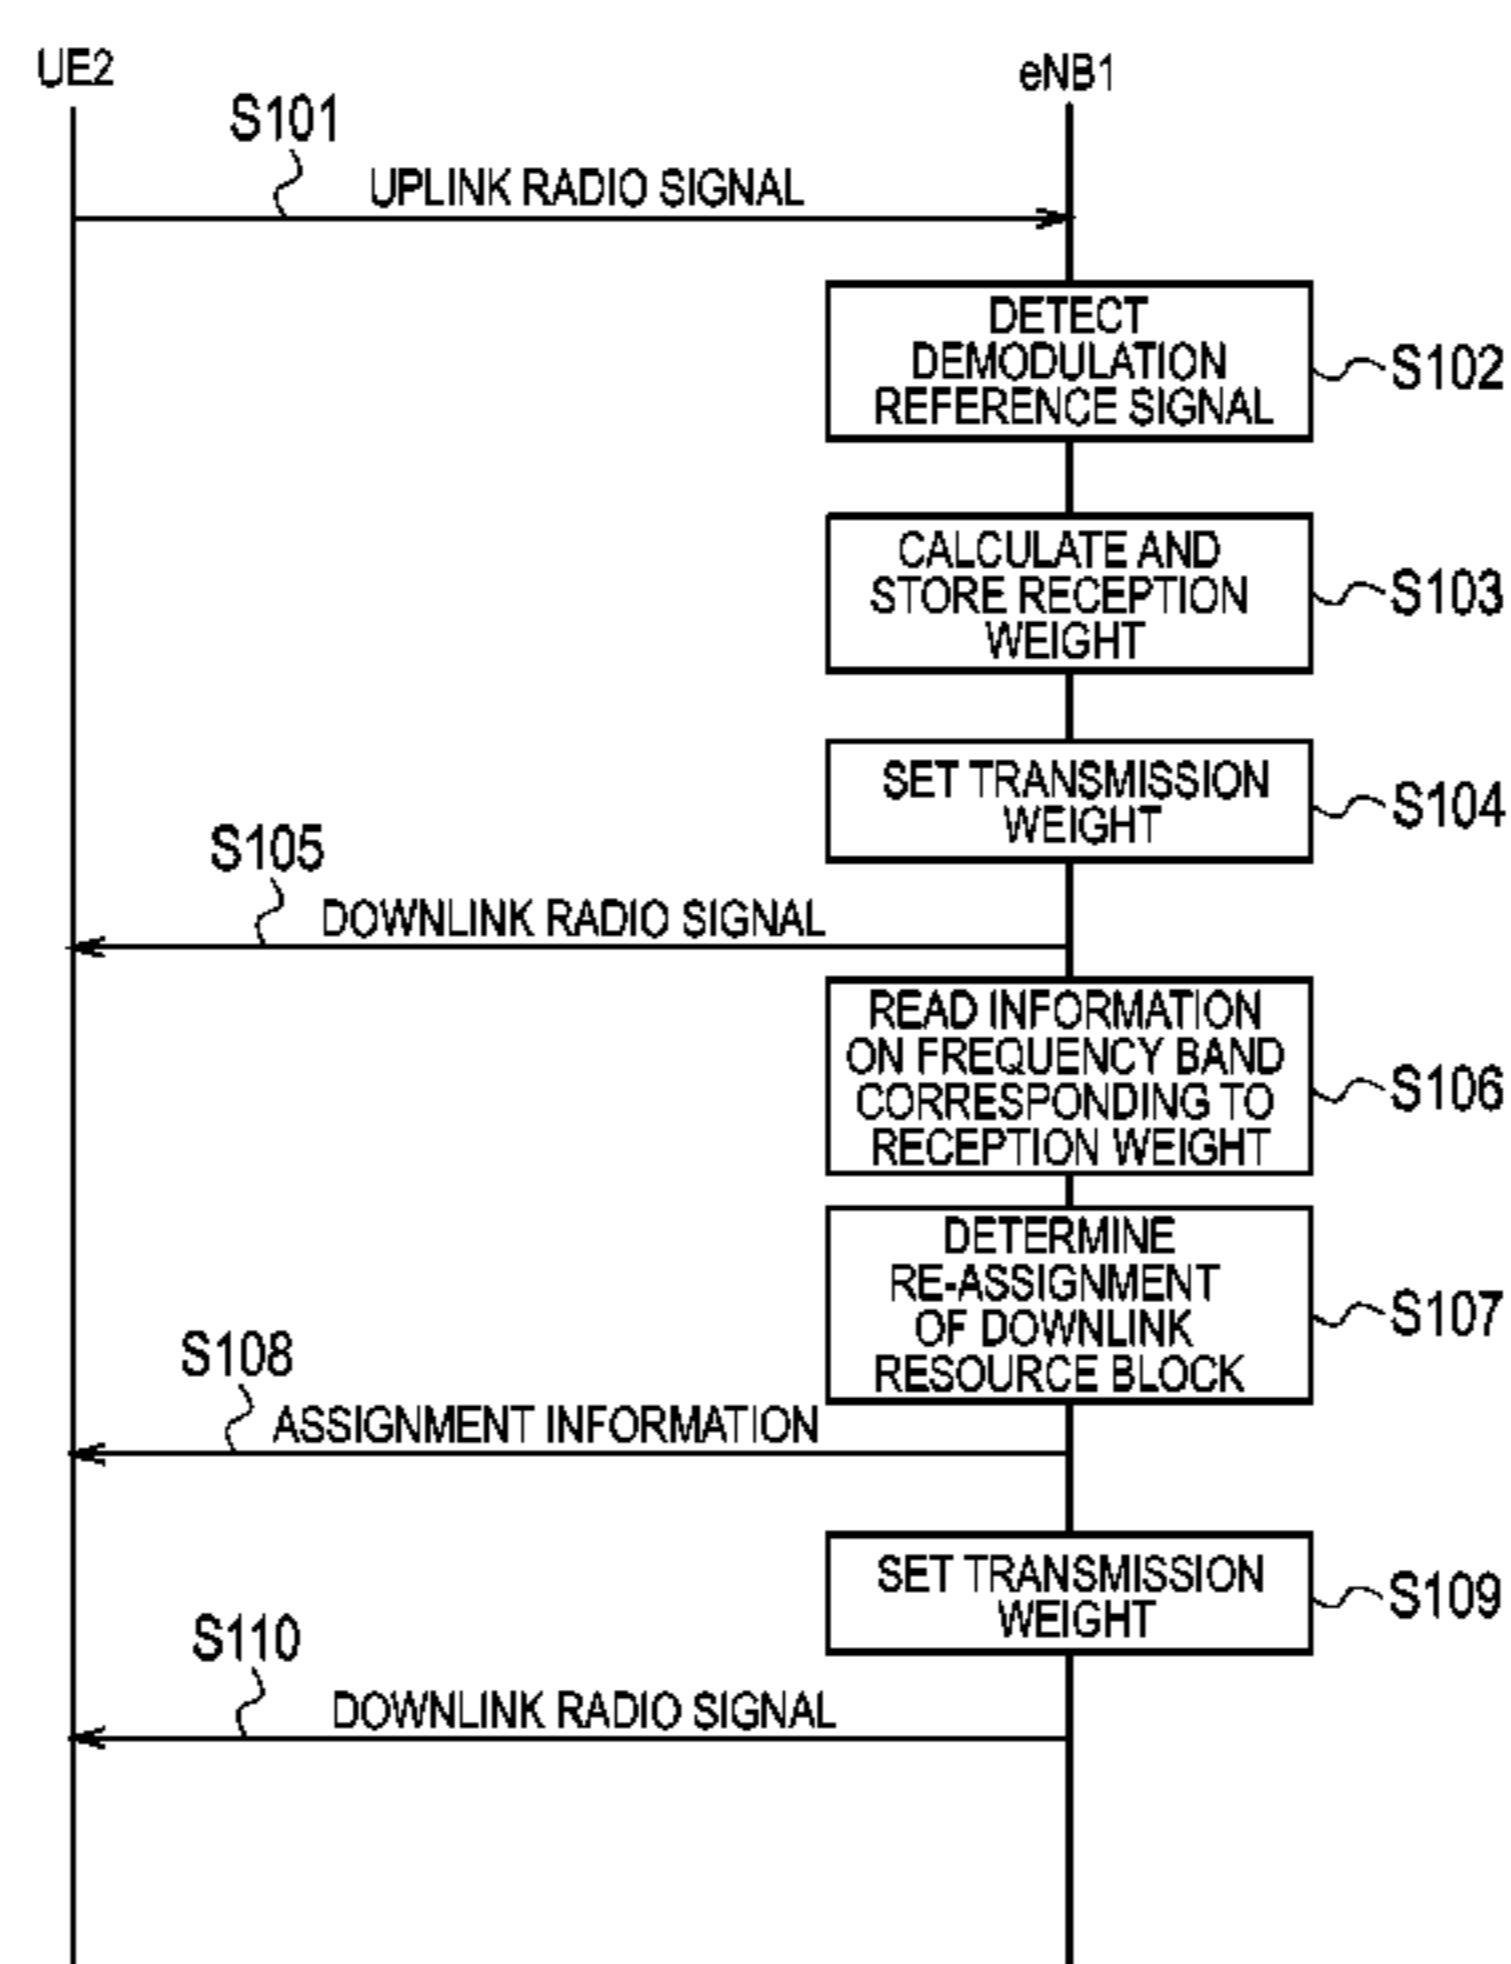 UE2
eNB1
S101
UPLINK RADIO SIGNAL
DETECT
DEMODULATION
REFERENCE SIGNAL
S102
CALCULATE AND
STORE RECEPTION
WEIGHT
S103
SET TRANSMISSION
WEIGHT
S104
S105
DOWNLINK RADIO SIGNAL
READ INFORMATION
ON FREQUENCY BAND
CORRESPONDING TO
RECEPTION WEIGHT
S106
DETERMINE
RE-ASSIGNMENT
OF DOWNLINK
RESOURCE BLOCK
S107
S108
ASSIGNMENT INFORMATION
SET TRANSMISSION
WEIGHT
S109
S110
DOWNLINK RADIO SIGNAL